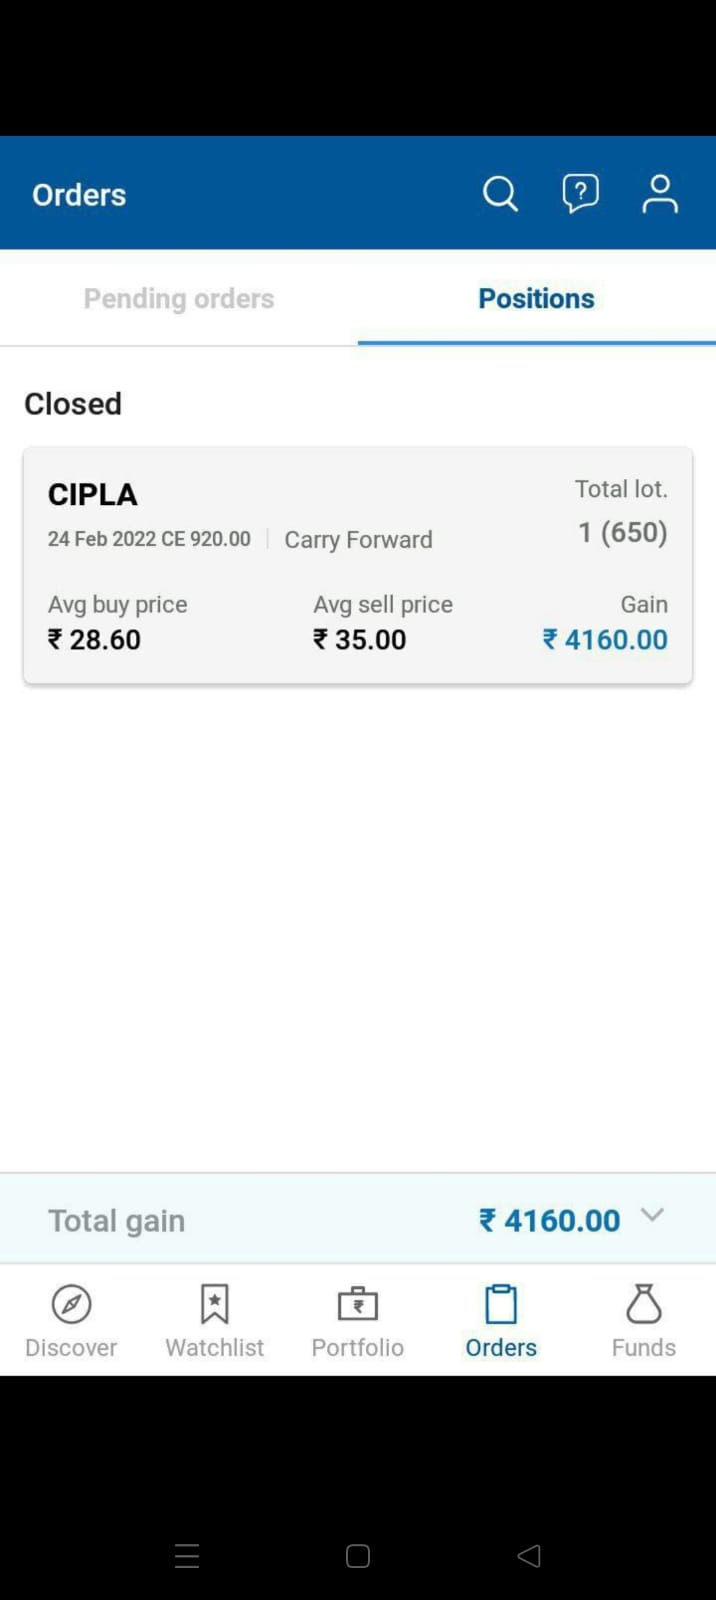 Orders
Pending orders Positions
Closed
CIPLA Total lot.
24 Feb 2022 CE 920.00 Carry Forward 1 (650)
Avg buy price Avg sell price Gain
₹ 28.60 ₹ 35.00 ₹ 4160.00
Total gain ₹ 4160.00
Discover Watchlist Portfolio Orders Funds